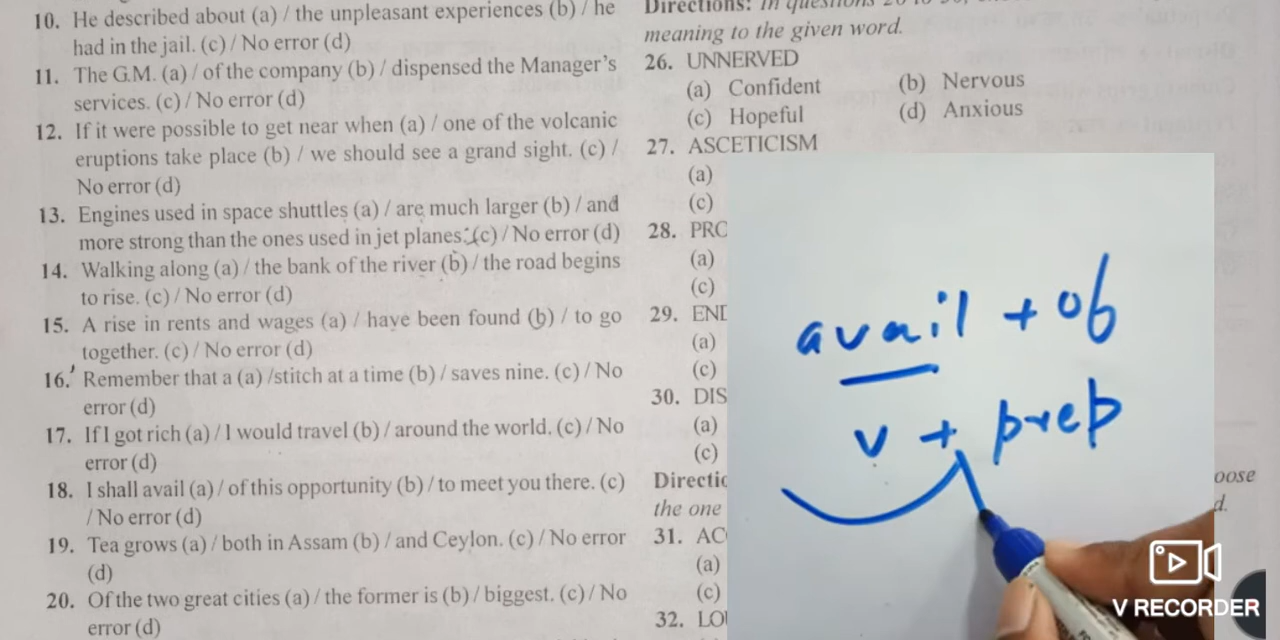 10. He described about (a) / the unpleasant experiences (b) / he
had in the jail. (c) / No error (d)
11. The G.M. (a) / of the company (b) / dispensed the Manager's
services. (c) / No error (d)
12. If it were possible to get near when (a) / one of the volcanic
eruptions take place (b) / we should see a grand sight. (c) /
No error (d)
13. Engines used in space shuttles (a) / are much larger (b) / and
more strong than the ones used in jet planes. (c) / No error (d)
14. Walking along (a) / the bank of the river (b) / the road begins
to rise. (c) / No error (d)
15. A rise in rents and wages (a) / have been found (b) / to go
together. (c) / No error (d)
16. Remember that a (a) /stitch at a time (b) / saves nine. (c) / No
error (d)
17. If I got rich (a) / I would travel (b) / around the world. (c) / No
error (d)
18. I shall avail (a) / of this opportunity (b) / to meet you there. (c)
/ No error (d)
19. Tea grows (a) / both in Assam (b) / and Ceylon. (c) / No error
(d)
20. Of the two great cities (a) / the former is (b) / biggest. (c) / No
error (d)
Directions: In questions
meaning to the given word.
26. UNNERVED
(a) Confident (b) Nervous
(c) Hopeful (d) Anxious
27. ASCETICISM
(a)
(c)
28. PRO
(a)
(c)
29. END
(a)
(c)
30. DIS
(a)
(c)
Directio
oose
the one
d.
31. AC
(a)
(c)
32. LO
avail + of
v + prep
V RECORDER